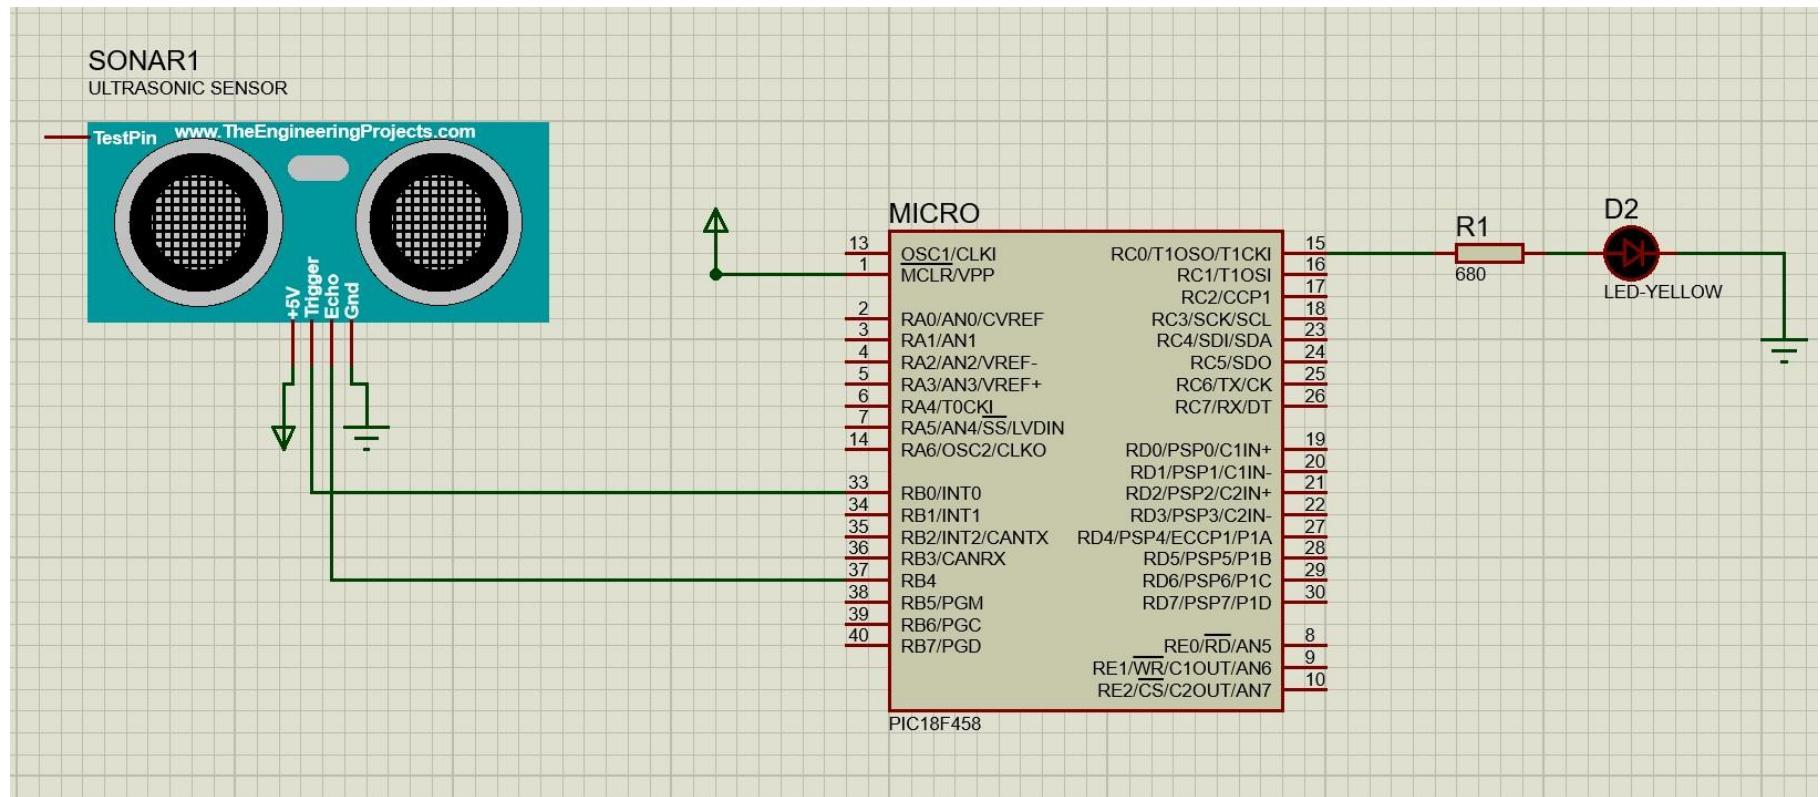 SONAR1
ULTRASONIC SENSOR
TestPin
www.TheEngineeringProjects.com
+5V
Trigger
Echo
Gnd
MICRO
13 OSC1/CLKI
1 MCLR/VPP
2 RA0/AN0/CVREF
3 RA1/AN1
4 RA2/AN2/VREF-
5 RA3/AN3/VREF+
6 RA4/T0CKI
7 RA5/AN4/SS/LVDIN
14 RA6/OSC2/CLKO
33 RB0/INT0
34 RB1/INT1
35 RB2/INT2/CANTX
36 RB3/CANRX
37 RB4
38 RB5/PGM
39 RB6/PGC
40 RB7/PGD
RC0/T1OSO/T1CKI 15
RC1/T1OSI 16
RC2/CCP1 17
RC3/SCK/SCL 18
RC4/SDI/SDA 23
RC5/SDO 24
RC6/TX/CK 25
RC7/RX/DT 26
RD0/PSP0/C1IN+ 19
RD1/PSP1/C1IN- 20
RD2/PSP2/C2IN+ 21
RD3/PSP3/C2IN- 22
RD4/PSP4/ECCP1/P1A 27
RD5/PSP5/P1B 28
RD6/PSP6/P1C 29
RD7/PSP7/P1D 30
RE0/RD/AN5 8
RE1/WR/C1OUT/AN6 9
RE2/CS/C2OUT/AN7 10
PIC18F458
R1
680
D2
LED-YELLOW